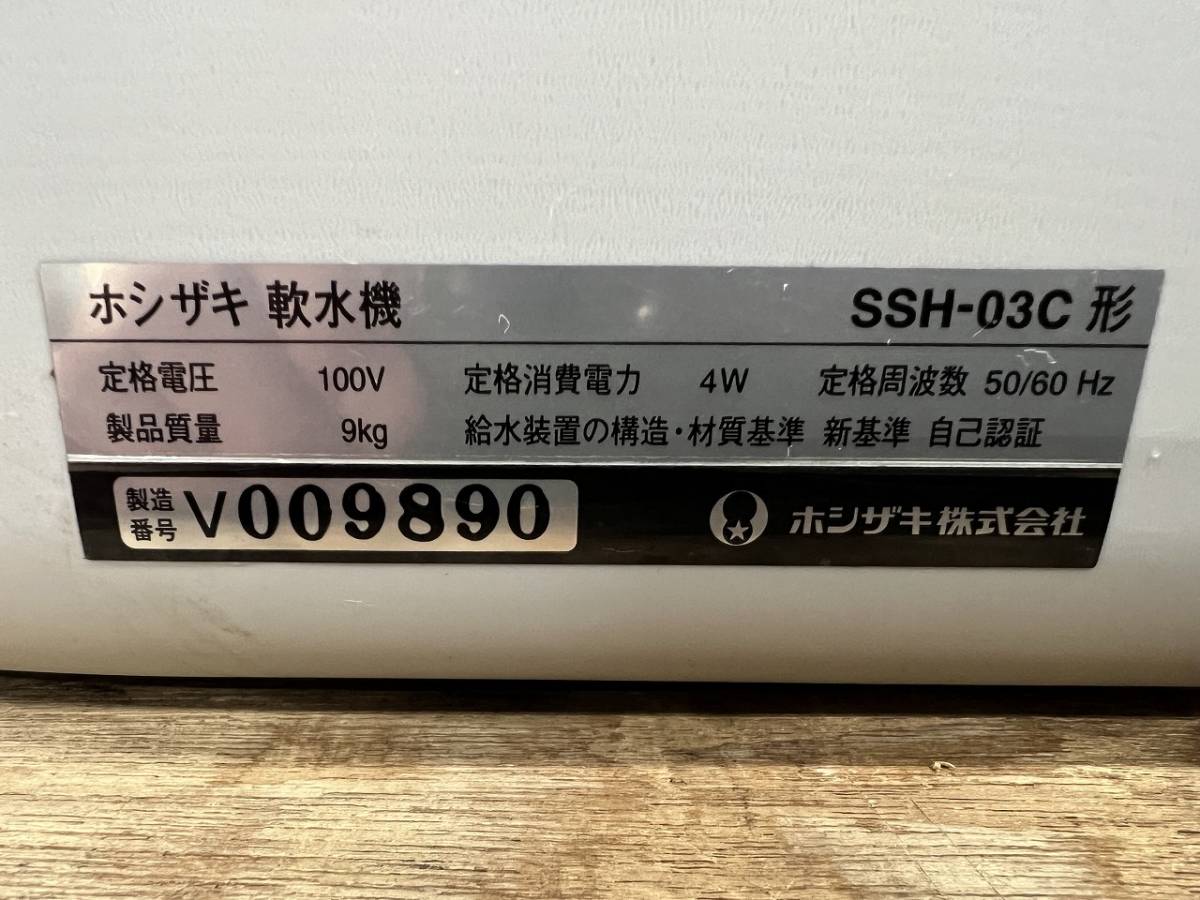 ホシザキ 軟水機 SSH-03C 形
定格電圧 100V 定格消費電力 4W 定格周波数 50/60 Hz
製品質量 9kg 給水装置の構造・材質基準 新基準 自己認証
製造番号 V009890 ホシザキ株式会社